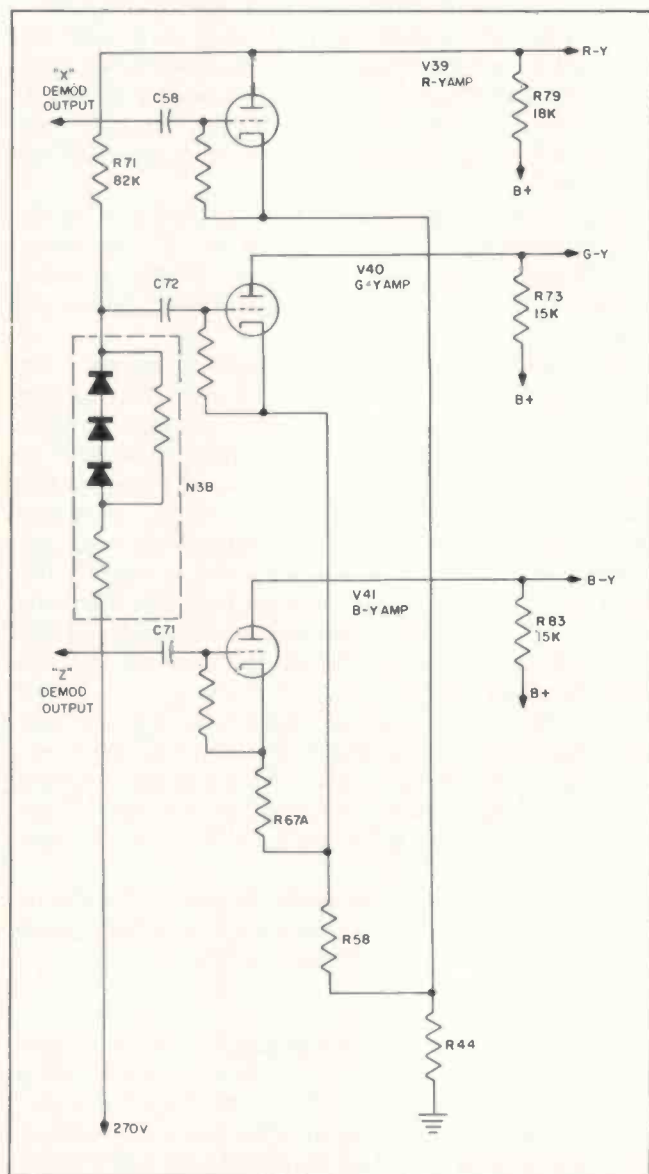 R-Y
"X"
DEMOD
OUTPUT
C58
V39
R-YAMP
R79
18K
R71
82K
B+
G-Y
C72
V40
G-YAMP
R73
15K
B+
N38
B-Y
V41
B-YAMP
C71
R83
15K
"Z"
DEMOD
OUTPUT
B+
R67A
R58
R44
270V